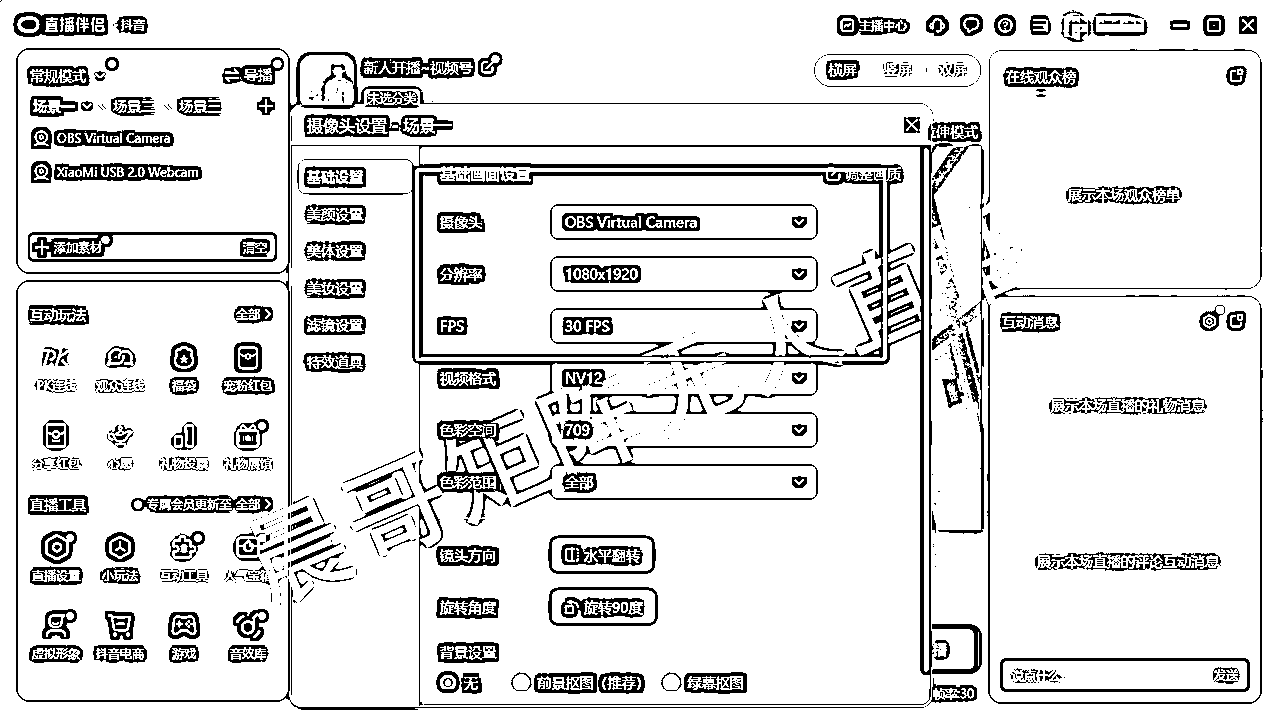 直播伴侣 抖音
主播中心
常规模式
导播
场景一 场景二 场景三
OBS Virtual Camera
XiaoMi USB 2.0 Webcam
添加素材
清空
互动玩法
全部
PK连线 观众连线 福袋 宠粉红包
分享红包 心愿 礼物投票 礼物展馆
直播工具
专属会员更新至 全部
直播设置 小玩法 互动工具
虚拟形象 抖音电商 游戏 音效库
新人开播~视频号
未选分类
横屏 竖屏 双屏
摄像头设置 - 场景一
基础设置
美颜设置
美体设置
美妆设置
滤镜设置
特效道具
基础画面设置
调整画质
摄像头
OBS Virtual Camera
分辨率
1080x1920
FPS
30 FPS
视频格式
NV12
色彩空间
709
色彩范围
全部
镜头方向
水平翻转
旋转角度
旋转90度
背景设置
无 前景抠图 (推荐) 绿幕抠图
伸模式
帧率:30
在线观众榜
展示本场观众榜单
互动消息
展示本场直播的礼物消息
展示本场直播的评论互动消息
说点什么
发送
晨哥矩阵无人直